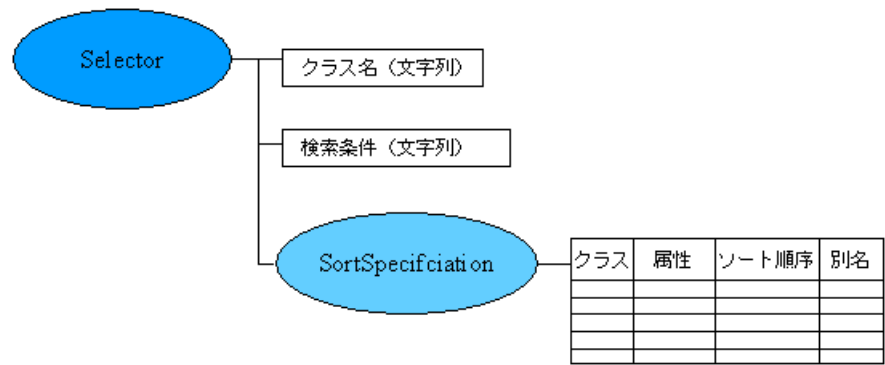 Selector
クラス名（文字列）
検索条件（文字列）
SortSpecifciation
クラス 属性 ソート順序 別名